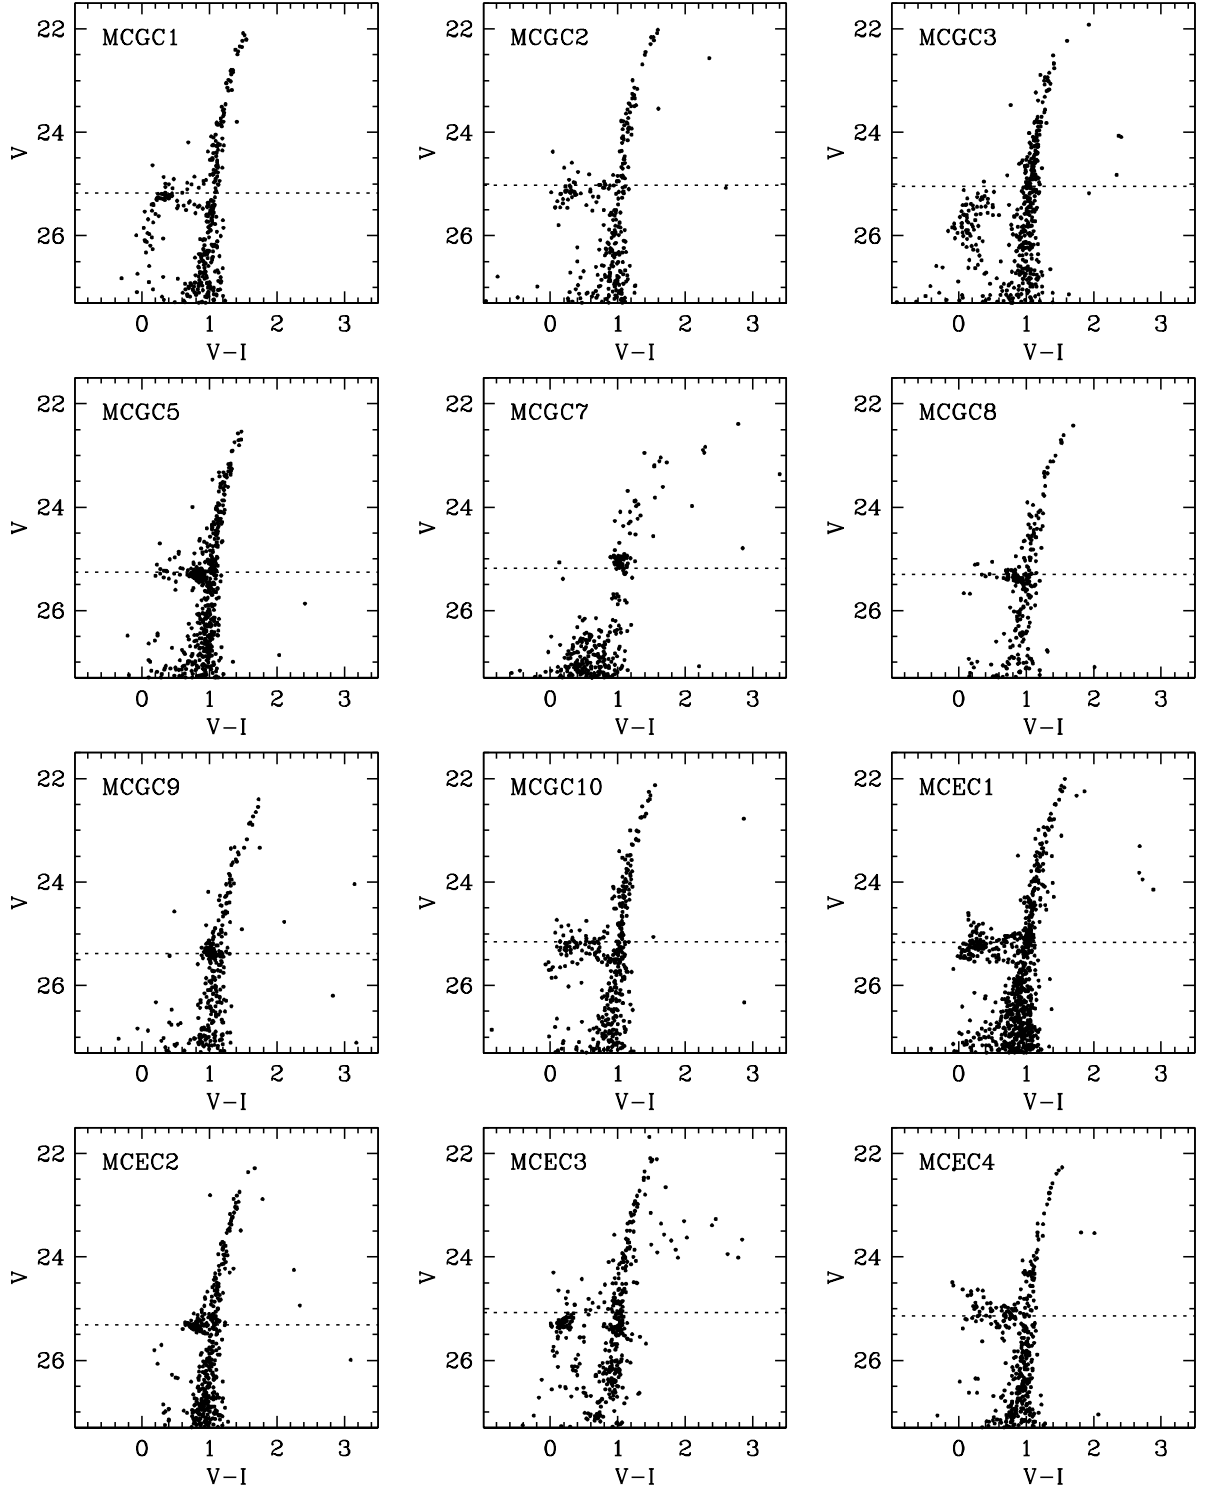 MCGC1 MCGC2 MCGC3
22 22 22
24 24 24
V V V
26 26 26
0 1 2 3 0 1 2 3 0 1 2 3
V-I V-I V-I
MCGC5 MCGC7 MCGC8
22 22 22
24 24 24
V V V
26 26 26
0 1 2 3 0 1 2 3 0 1 2 3
V-I V-I V-I
MCGC9 MCGC10 MCEC1
22 22 22
24 24 24
V V V
26 26 26
0 1 2 3 0 1 2 3 0 1 2 3
V-I V-I V-I
MCEC2 MCEC3 MCEC4
22 22 22
24 24 24
V V V
26 26 26
0 1 2 3 0 1 2 3 0 1 2 3
V-I V-I V-I